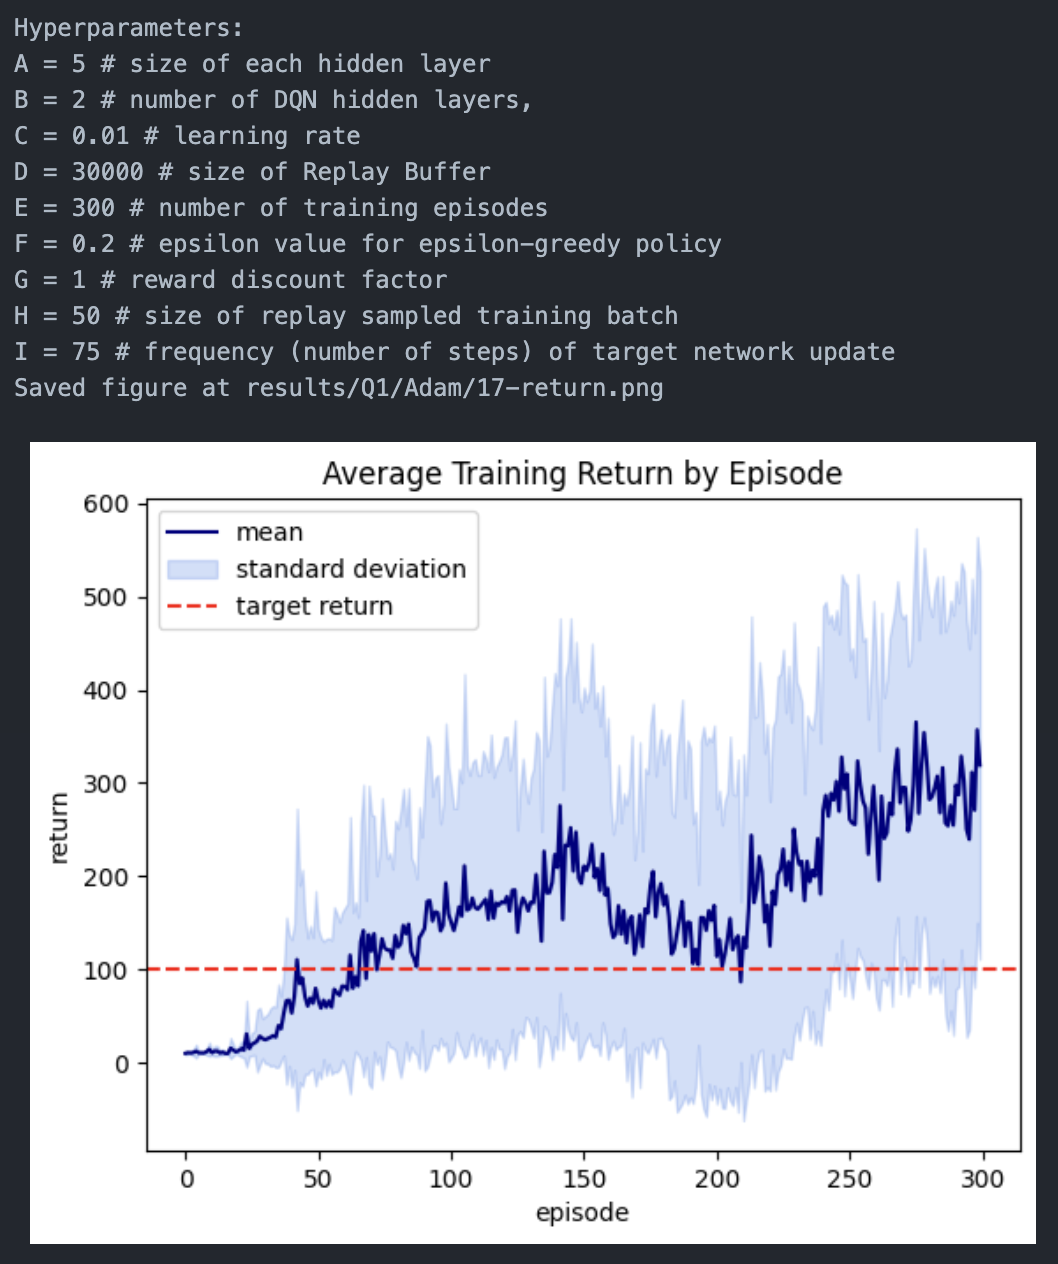 Hyperparameters:
A = 5 # size of each hidden layer
B = 2 # number of DQN hidden layers,
C = 0.01 # learning rate
D = 30000 # size of Replay Buffer
E = 300 # number of training episodes
F = 0.2 # epsilon value for epsilon-greedy policy
G = 1 # reward discount factor
H = 50 # size of replay sampled training batch
I = 75 # frequency (number of steps) of target network update
Saved figure at results/Q1/Adam/17-return.png
Average Training Return by Episode
mean
standard deviation
target return
600
500
400
300
200
100
0
return
0 50 100 150 200 250 300
episode